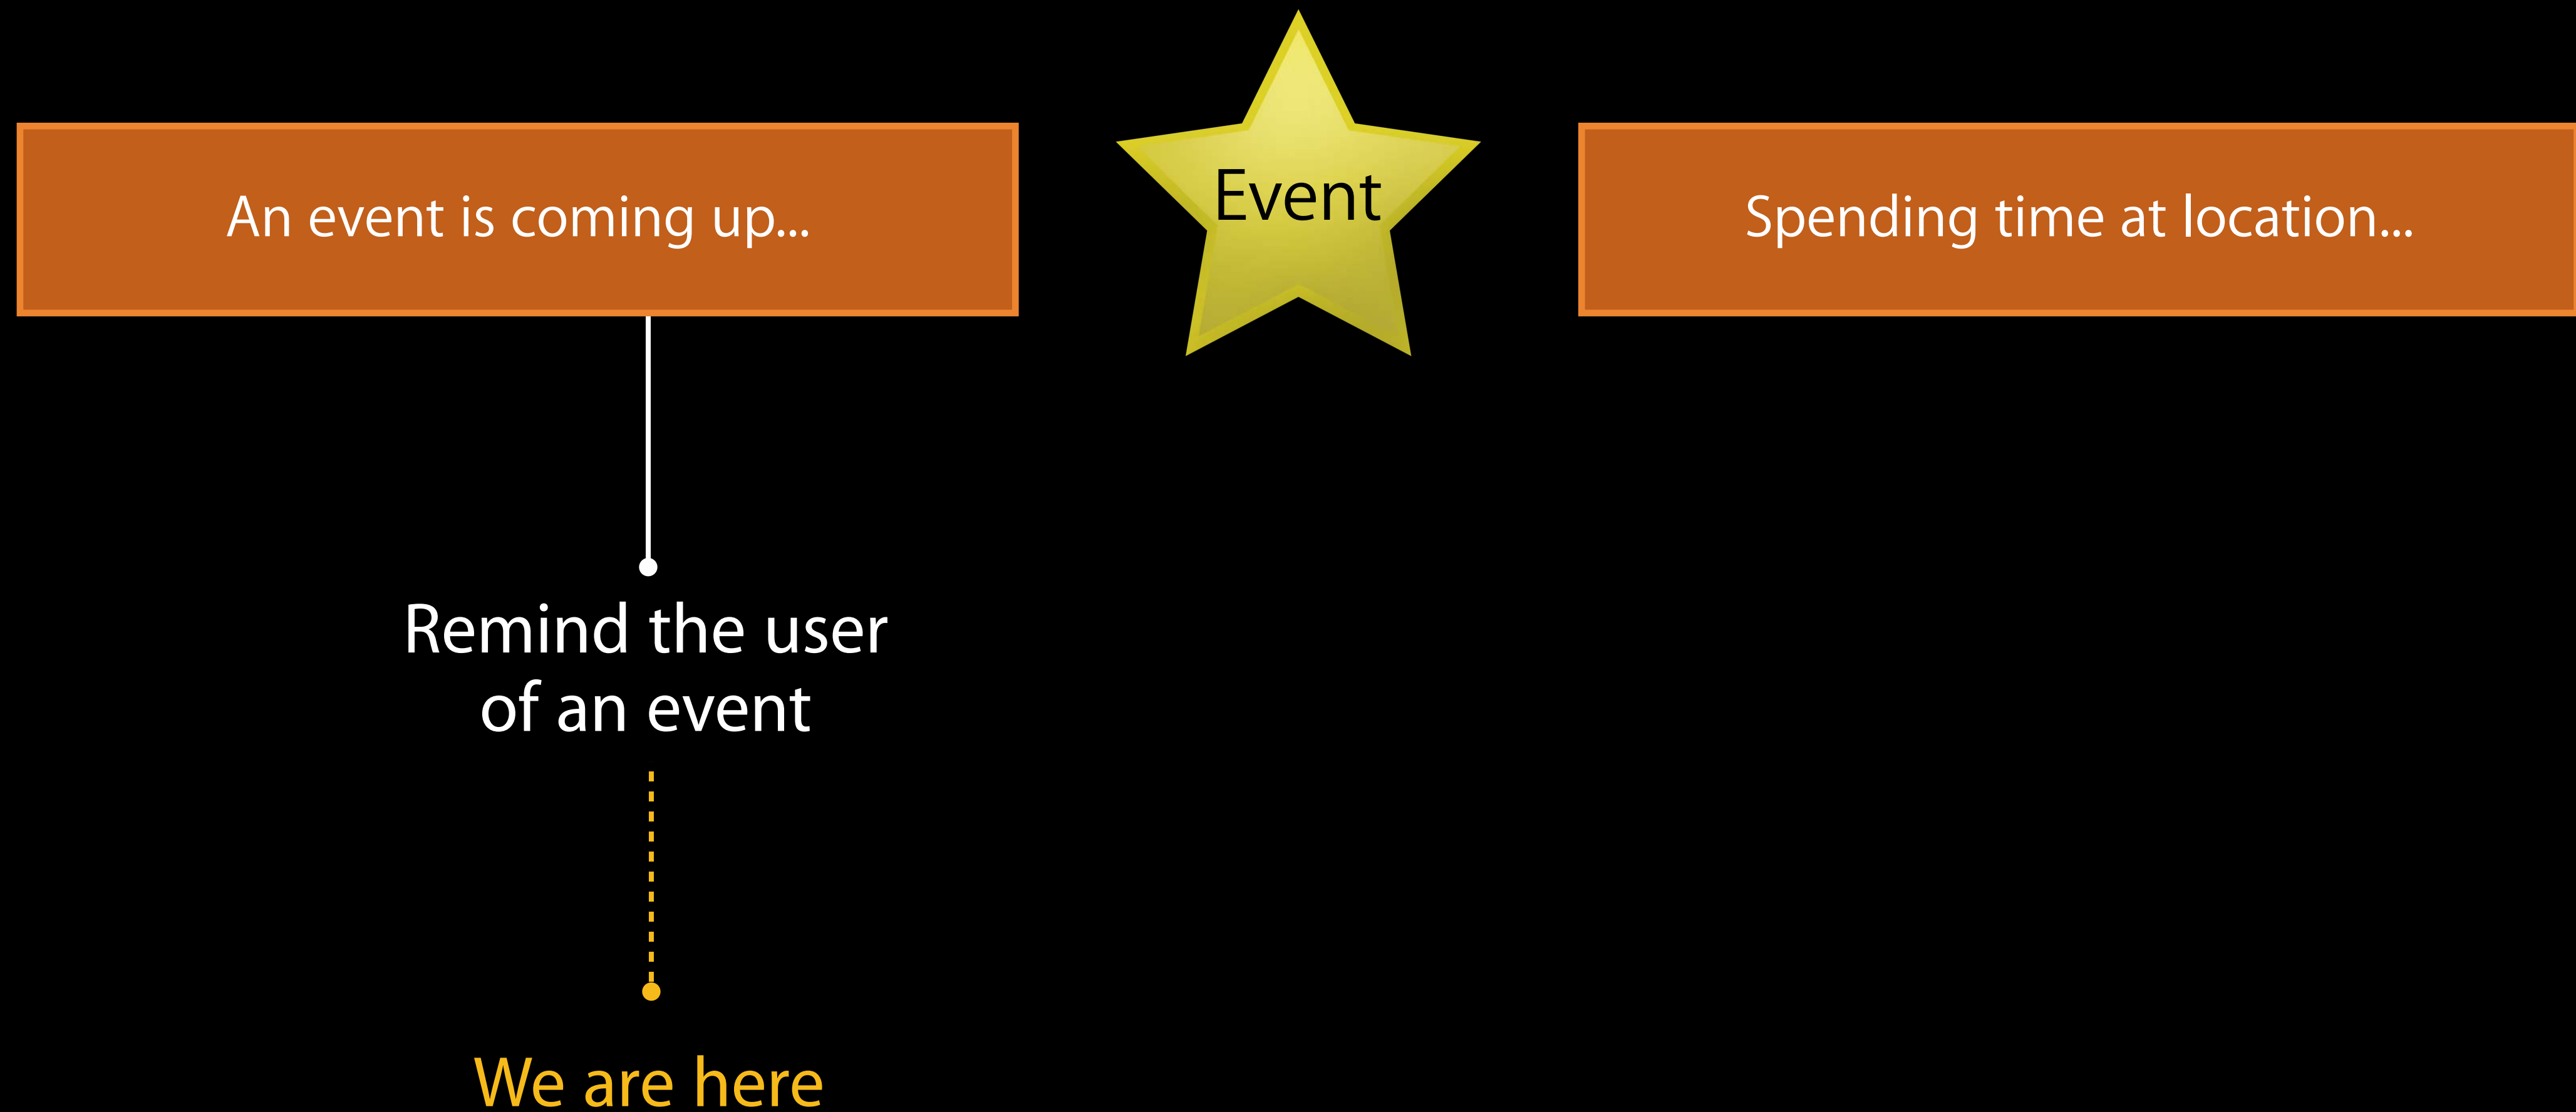 An event is coming up...
Event
Spending time at location...
Remind the user
of an event
We are here